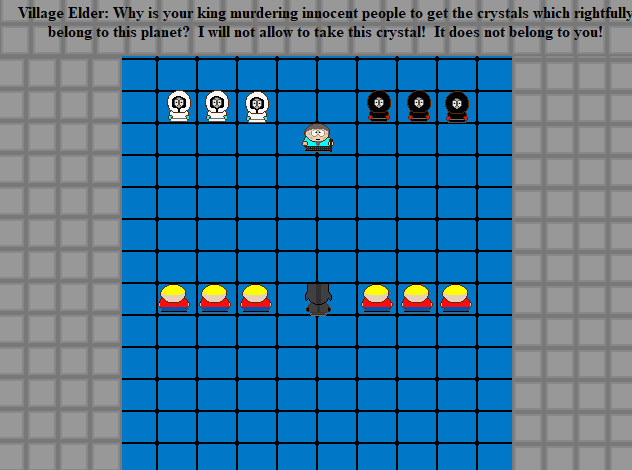 Village Elder: Why is your king murdering innocent people to get the crystals which rightfully
belong to this planet?  I will not allow to take this crystal!  It does not belong to you!